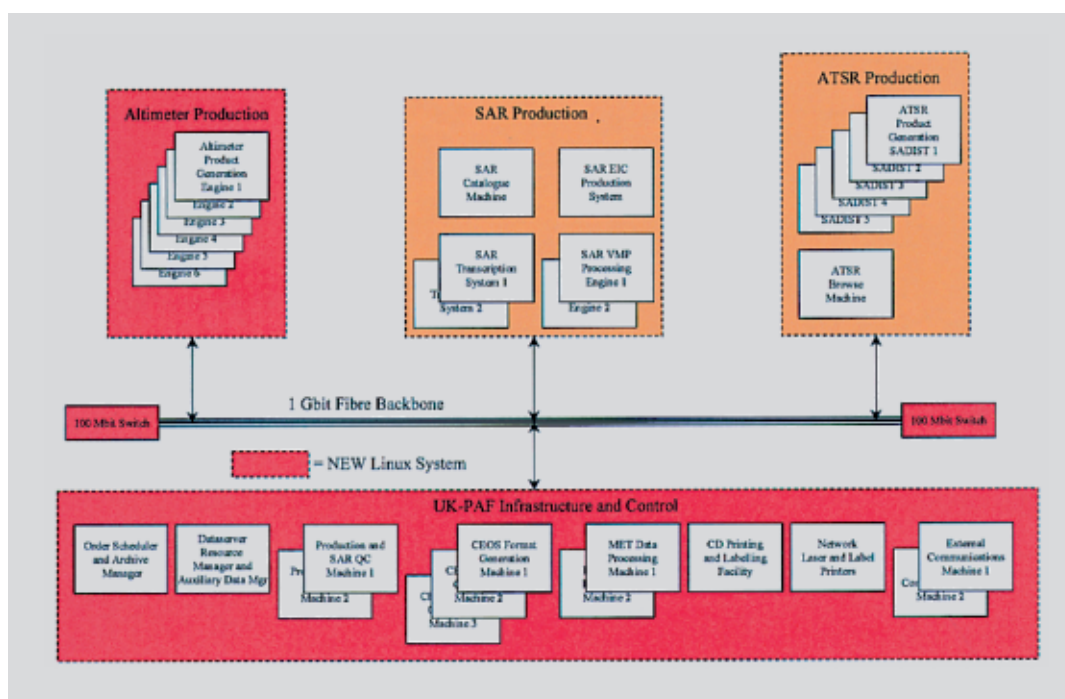 Altimeter Production
Altimeter
Product
Generation
Engine 1
Engine 2
Engine 3
Engine 4
Engine 5
Engine 6
SAR Production
SAR
Catalogue
Machine
SAR EIC
Production
System
SAR
Transcription
System 1
System 2
SAR VMP
Processing
Engine 1
Engine 2
ATSR Production
ATSR
Product
Generation
SADIST 1
SADIST 2
SADIST 3
SADIST 4
SADIST 5
ATSR
Browse
Machine
1 Gbit Fibre Backbone
100 Mbit Switch
100 Mbit Switch
= NEW Linux System
UK-PAF Infrastructure and Control
Order Scheduler
and Archive
Manager
Dataserver
Resource
Manager and
Auxiliary Data Mgr
Production and
SAR QC
Machine 1
Machine 2
CEOS Format
Generation
Machine 1
Machine 2
Machine 3
MET Data
Processing
Machine 1
Machine 2
CD Printing
and Labelling
Facility
Network
Laser and Label
Printers
External
Communications
Machine 1
Machine 2